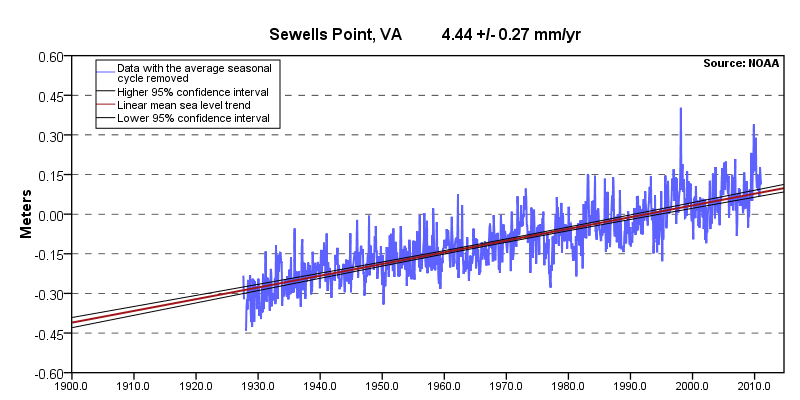 Sewells Point, VA 4.44 +/- 0.27 mm/yr
Source: NOAA
Data with the average seasonal
cycle removed
Higher 95% confidence interval
Linear mean sea level trend
Lower 95% confidence interval
Meters
0.60
0.45
0.30
0.15
0.00
-0.15
-0.30
-0.45
-0.60
1900.0 1910.0 1920.0 1930.0 1940.0 1950.0 1960.0 1970.0 1980.0 1990.0 2000.0 2010.0